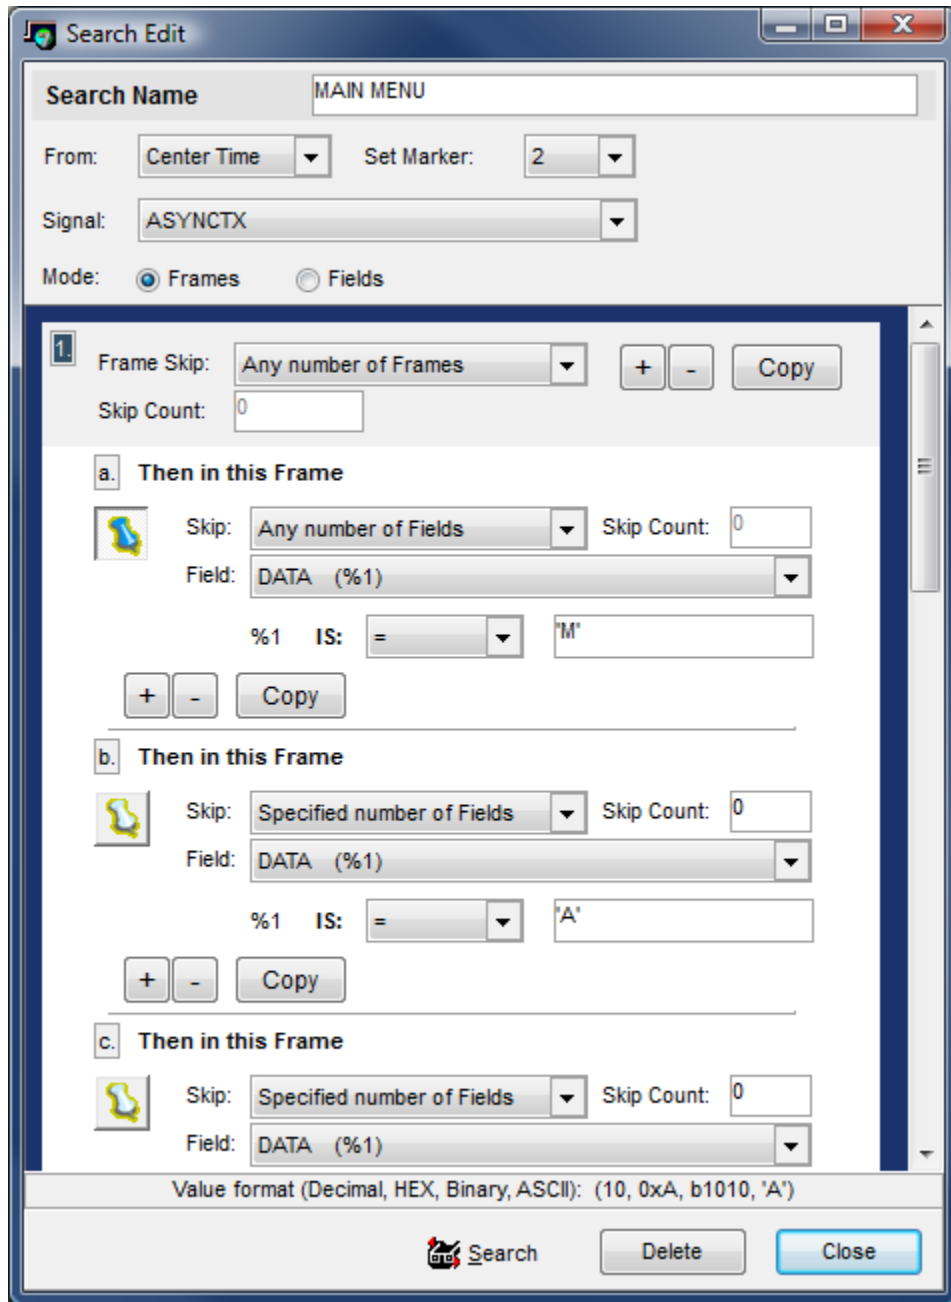 Search Edit
Search Name MAIN MENU
From: Center Time Set Marker: 2
Signal: ASYNCTX
Mode: Frames Fields
1. Frame Skip: Any number of Frames + - Copy
Skip Count: 0
a. Then in this Frame
Skip: Any number of Fields Skip Count: 0
Field: DATA (%1)
%1 IS: = 'M'
+ - Copy
b. Then in this Frame
Skip: Specified number of Fields Skip Count: 0
Field: DATA (%1)
%1 IS: = 'A'
+ - Copy
c. Then in this Frame
Skip: Specified number of Fields Skip Count: 0
Field: DATA (%1)
Value format (Decimal, HEX, Binary, ASCII): (10, 0xA, b1010, 'A')
Search Delete Close